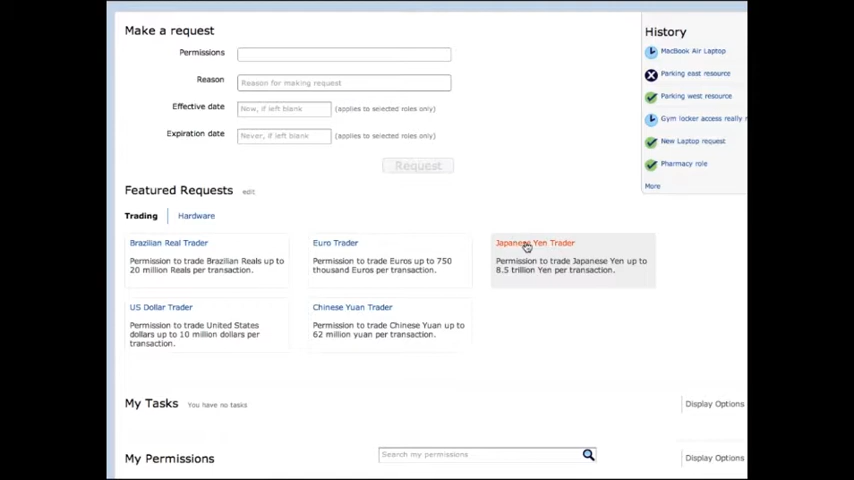 Make a request
Permissions
Reason
Reason for making request
Effective date
Now, if left blank
(applies to selected roles only)
Expiration date
Never, if left blank
(applies to selected roles only)
Request
History
MacBook Air Laptop
Parking east resource
Parking west resource
Gym locker access really
New Laptop request
Pharmacy role
More
Featured Requests
edit
Trading
Hardware
Brazilian Real Trader
Permission to trade Brazilian Reals up to
20 million Reals per transaction.
Euro Trader
Permission to trade Euros up to 750
thousand Euros per transaction.
Japanese Yen Trader
Permission to trade Japanese Yen up to
8.5 trillion Yen per transaction.
US Dollar Trader
Permission to trade United States
dollars up to 10 million dollars per
transaction.
Chinese Yuan Trader
Permission to trade Chinese Yuan up to
62 million yuan per transaction.
My Tasks
You have no tasks
Display Options
My Permissions
Search my permissions
Display Options